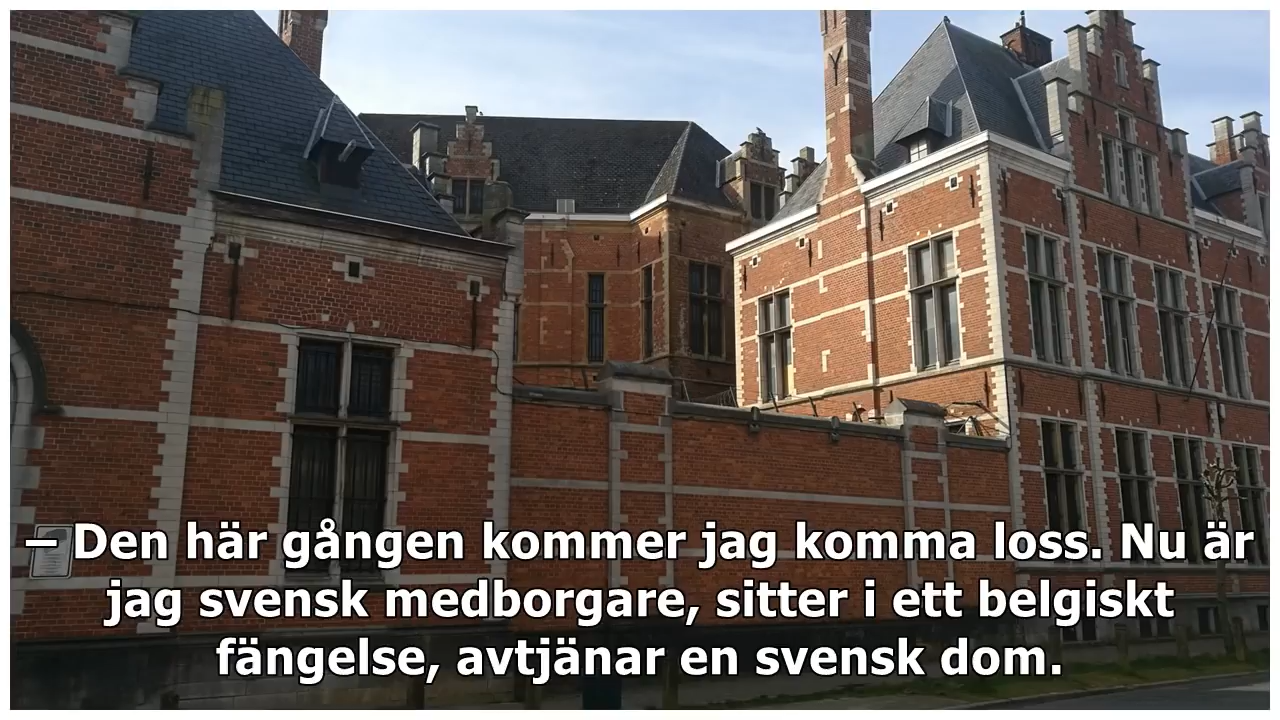 – Den här gången kommer jag komma loss. Nu är
jag svensk medborgare, sitter i ett belgiskt
fängelse, avtjänar en svensk dom.